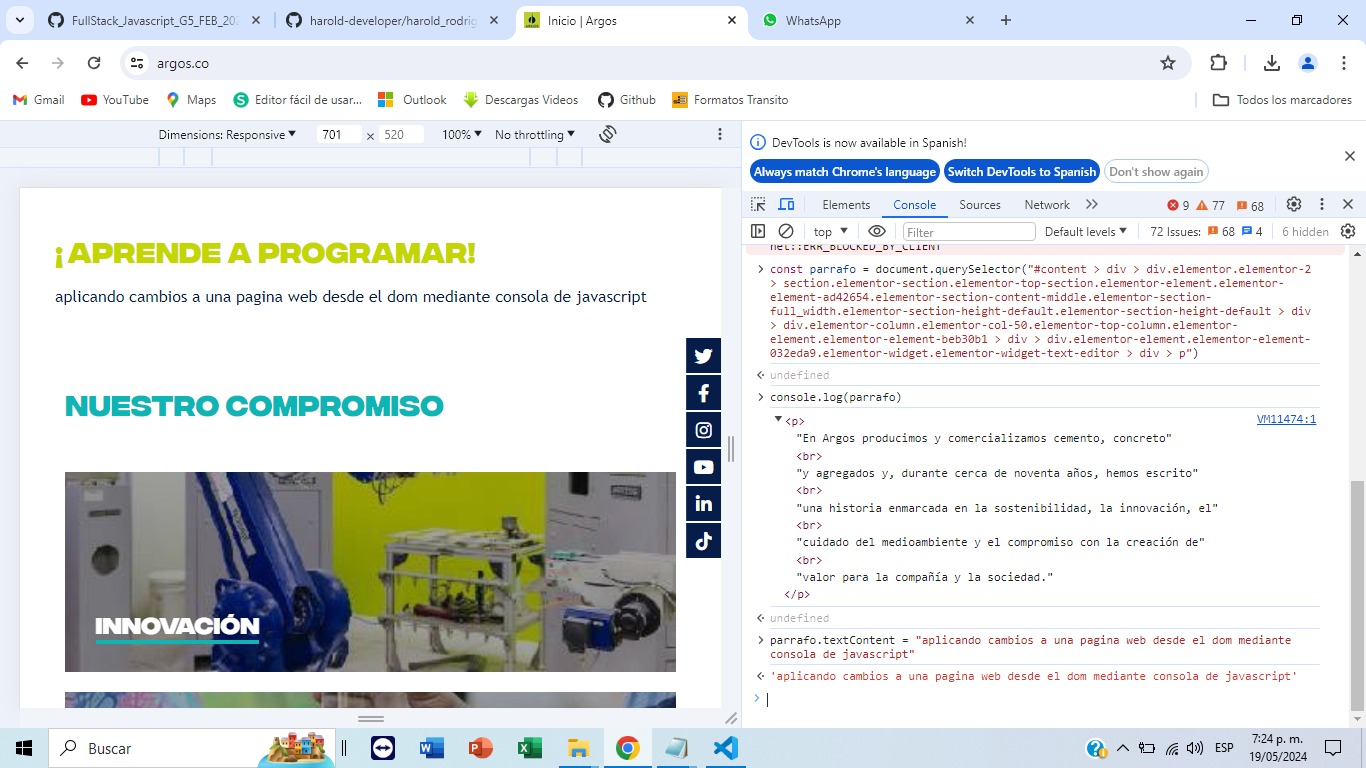 FullStack_Javascript_G5_FEB_202
harold-developer/harold_rodrig
Inicio | Argos
WhatsApp
argos.co
Gmail
YouTube
Maps
Editor fácil de usar...
Outlook
Descargas Videos
Github
Formatos Transito
Todos los marcadores
Dimensions: Responsive
701 × 520
100%
No throttling
¡APRENDE A PROGRAMAR!
aplicando cambios a una pagina web desde el dom mediante consola de javascript
NUESTRO COMPROMISO
INNOVACIÓN
DevTools is now available in Spanish!
Always match Chrome's language
Switch DevTools to Spanish
Don't show again
Elements
Console
Sources
Network
9
77
68
top
Filter
Default levels
72 Issues:
68
4
6 hidden
net::ERR_BLOCKED_BY_CLIENT
const parrafo = document.querySelector("#content > div > div.elementor.elementor-2
> section.elementor-section.elementor-top-section.elementor-element.elementor-
element-ad42654.elementor-section-content-middle.elementor-section-
full_width.elementor-section-height-default.elementor-section-height-default > div
> div.elementor-column.elementor-col-50.elementor-top-column.elementor-
element.elementor-element-beb30b1 > div > div.elementor-element.elementor-element-
032eda9.elementor-widget.elementor-widget-text-editor > div > p")
undefined
console.log(parrafo)
VM11474:1
<p>
"En Argos producimos y comercializamos cemento, concreto"
<br>
"y agregados y, durante cerca de noventa años, hemos escrito"
<br>
"una historia enmarcada en la sostenibilidad, la innovación, el"
<br>
"cuidado del medioambiente y el compromiso con la creación de"
<br>
"valor para la compañía y la sociedad."
</p>
undefined
parrafo.textContent = "aplicando cambios a una pagina web desde el dom mediante
consola de javascript"
'aplicando cambios a una pagina web desde el dom mediante consola de javascript'
Buscar
ESP
7:24 p. m.
19/05/2024